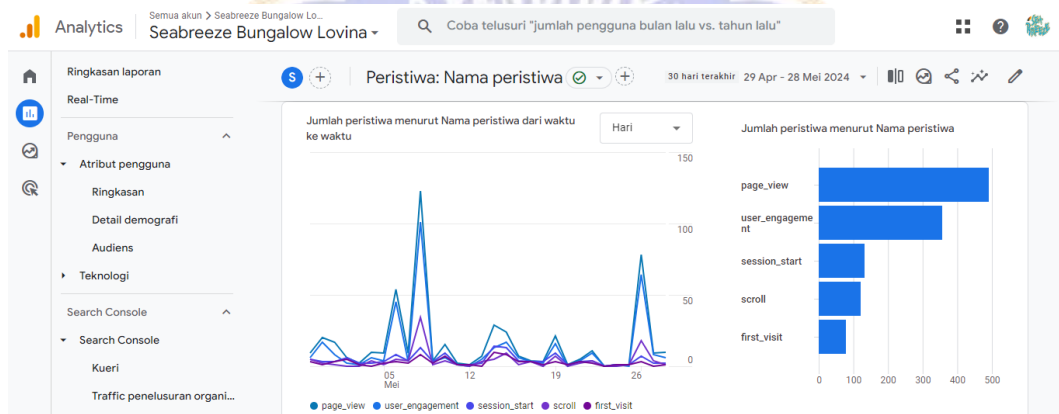 Analytics
Semua akun > Seabreeze Bungalow Lo...
Seabreeze Bungalow Lovina
Coba telusuri "jumlah pengguna bulan lalu vs. tahun lalu"
Ringkasan laporan
Real-Time
Pengguna
Atribut pengguna
Ringkasan
Detail demografi
Audiens
Teknologi
Search Console
Search Console
Kueri
Traffic penelusuran organi...
S
Peristiwa: Nama peristiwa
30 hari terakhir 29 Apr - 28 Mei 2024
Jumlah peristiwa menurut Nama peristiwa dari waktu
ke waktu
Hari
150
100
50
0
05
Mei
12
19
26
page_view user_engagement session_start scroll first_visit
Jumlah peristiwa menurut Nama peristiwa
page_view
user_engageme
nt
session_start
scroll
first_visit
0 100 200 300 400 500